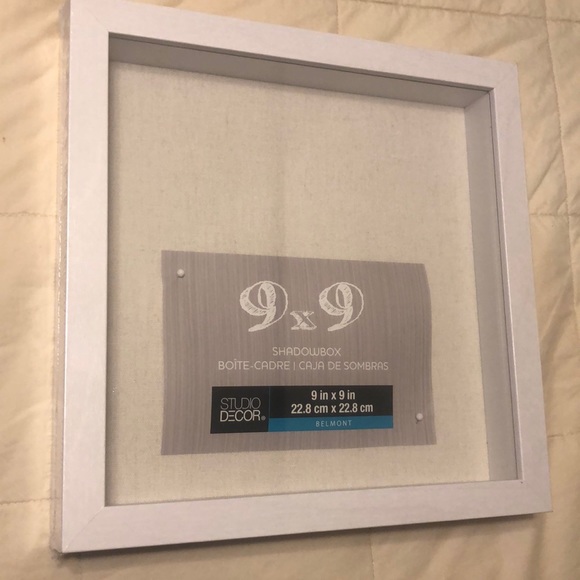 9x9
SHADOWBOX
BOÎTE-CADRE | CAJA DE SOMBRAS
STUDIO
DECOR®
9 in x 9 in
22.8 cm x 22.8 cm
BELMONT